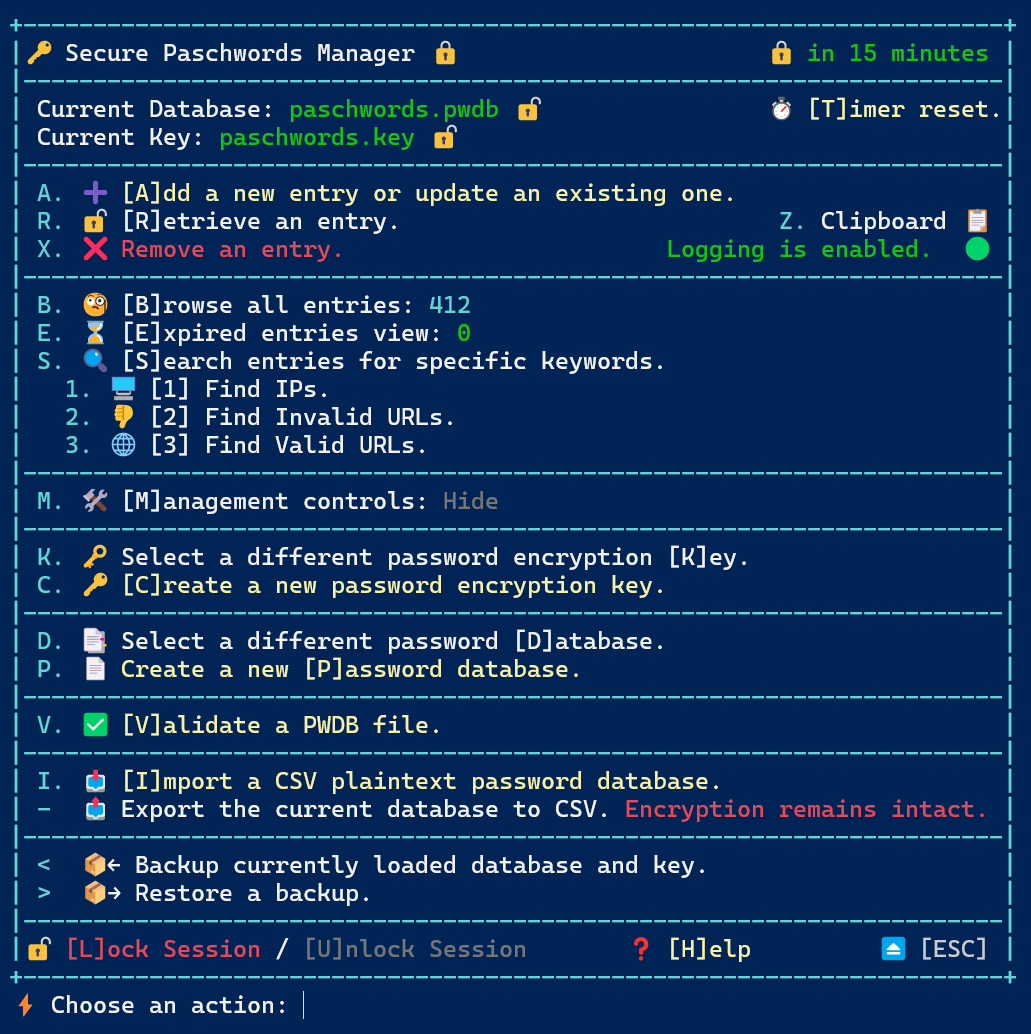 Secure Paschwords Manager in 15 minutes
Current Database: paschwords.pwdb [T]imer reset.
Current Key: paschwords.key
A. [A]dd a new entry or update an existing one.
R. [R]etrieve an entry. Z. Clipboard
X. Remove an entry. Logging is enabled.
B. [B]rowse all entries: 412
E. [E]xpired entries view: 0
S. [S]earch entries for specific keywords.
1. [1] Find IPs.
2. [2] Find Invalid URLs.
3. [3] Find Valid URLs.
M. [M]anagement controls: Hide
K. Select a different password encryption [K]ey.
C. [C]reate a new password encryption key.
D. Select a different password [D]atabase.
P. Create a new [P]assword database.
V. [V]alidate a PWDB file.
I. [I]mport a CSV plaintext password database.
- Export the current database to CSV. Encryption remains intact.
< Backup currently loaded database and key.
> Restore a backup.
[L]ock Session / [U]nlock Session [H]elp [ESC]
Choose an action: